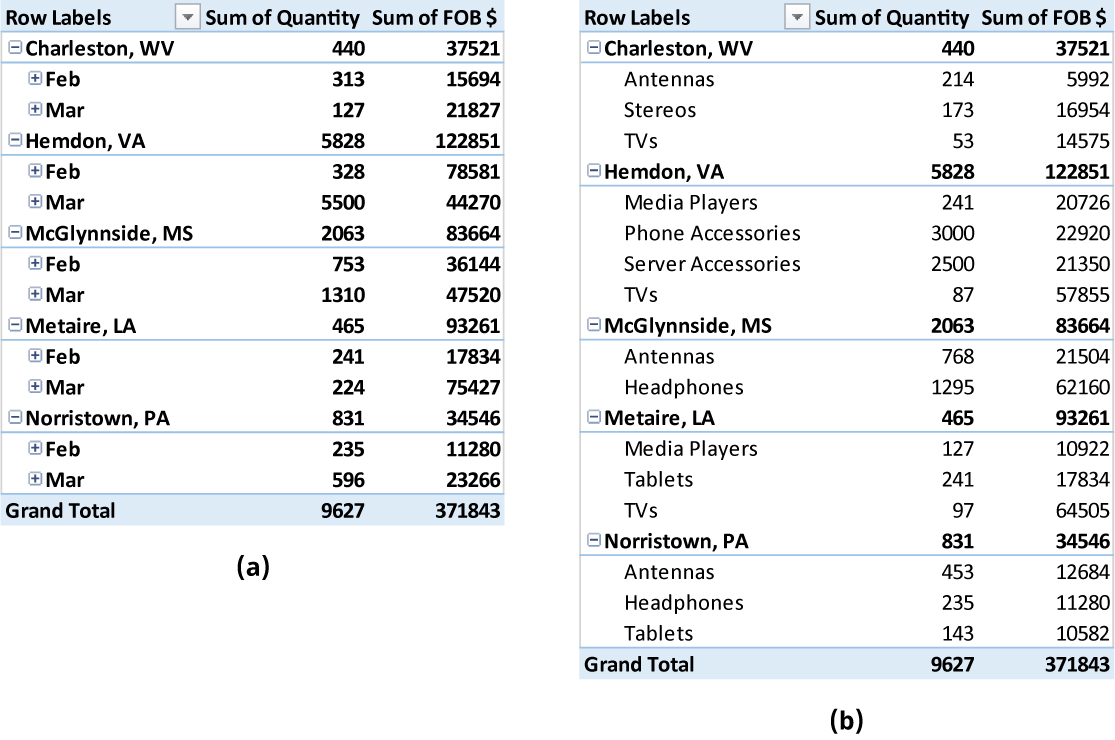 Row Labels Sum of Quantity Sum of FOB $
Charleston, WV 440 37521
Feb 313 15694
Mar 127 21827
Hemdon, VA 5828 122851
Feb 328 78581
Mar 5500 44270
McGlynnside, MS 2063 83664
Feb 753 36144
Mar 1310 47520
Metaire, LA 465 93261
Feb 241 17834
Mar 224 75427
Norristown, PA 831 34546
Feb 235 11280
Mar 596 23266
Grand Total 9627 371843
(a)
Row Labels Sum of Quantity Sum of FOB $
Charleston, WV 440 37521
Antennas 214 5992
Stereos 173 16954
TVs 53 14575
Hemdon, VA 5828 122851
Media Players 241 20726
Phone Accessories 3000 22920
Server Accessories 2500 21350
TVs 87 57855
McGlynnside, MS 2063 83664
Antennas 768 21504
Headphones 1295 62160
Metaire, LA 465 93261
Media Players 127 10922
Tablets 241 17834
TVs 97 64505
Norristown, PA 831 34546
Antennas 453 12684
Headphones 235 11280
Tablets 143 10582
Grand Total 9627 371843
(b)